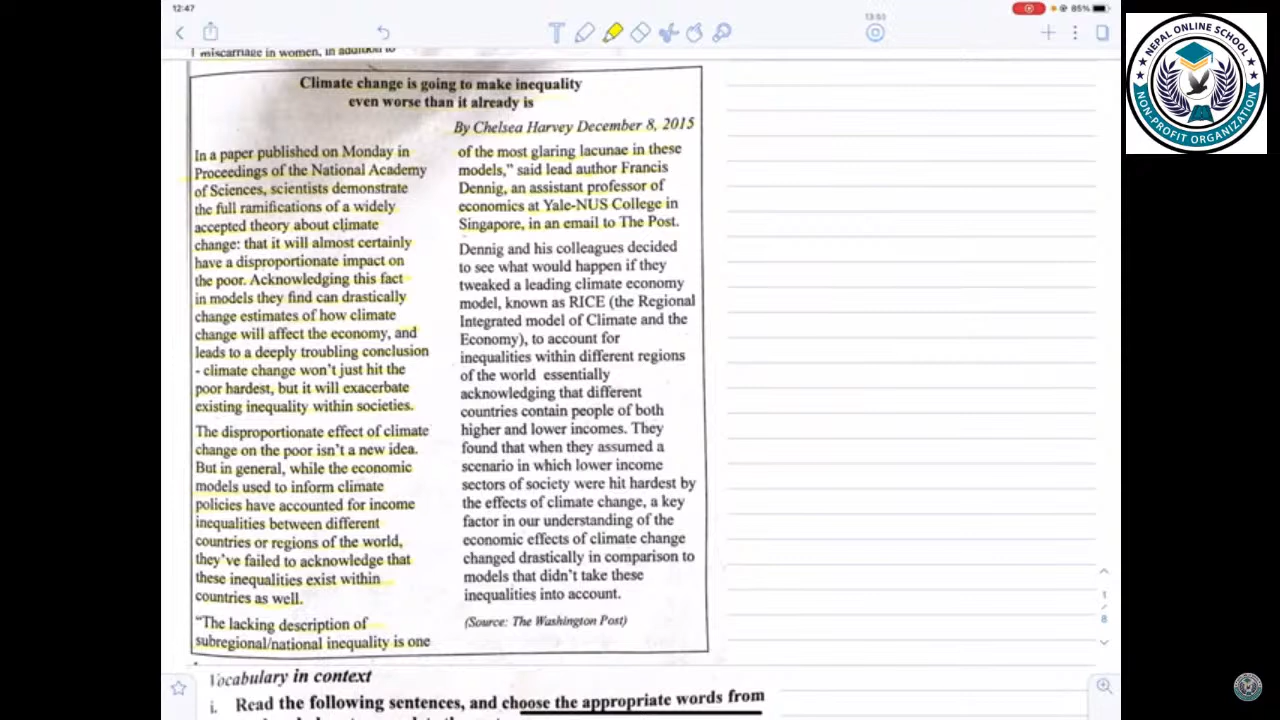 12:47
85%
13:53
NEPAL ONLINE SCHOOL
NON-PROFIT ORGANIZATION
miscarriage in women, in addition to
Climate change is going to make inequality
even worse than it already is
By Chelsea Harvey December 8, 2015
In a paper published on Monday in
Proceedings of the National Academy
of Sciences, scientists demonstrate
the full ramifications of a widely
accepted theory about climate
change: that it will almost certainly
have a disproportionate impact on
the poor. Acknowledging this fact
in models they find can drastically
change estimates of how climate
change will affect the economy, and
leads to a deeply troubling conclusion
- climate change won't just hit the
poor hardest, but it will exacerbate
existing inequality within societies.
The disproportionate effect of climate
change on the poor isn't a new idea.
But in general, while the economic
models used to inform climate
policies have accounted for income
inequalities between different
countries or regions of the world,
they've failed to acknowledge that
these inequalities exist within
countries as well.
"The lacking description of
subregional/national inequality is one
of the most glaring lacunae in these
models," said lead author Francis
Dennig, an assistant professor of
economics at Yale-NUS College in
Singapore, in an email to The Post.
Dennig and his colleagues decided
to see what would happen if they
tweaked a leading climate economy
model, known as RICE (the Regional
Integrated model of Climate and the
Economy), to account for
inequalities within different regions
of the world essentially
acknowledging that different
countries contain people of both
higher and lower incomes. They
found that when they assumed a
scenario in which lower income
sectors of society were hit hardest by
the effects of climate change, a key
factor in our understanding of the
economic effects of climate change
changed drastically in comparison to
models that didn't take these
inequalities into account.
(Source: The Washington Post)
1
/
8
Vocabulary in context
i. Read the following sentences, and choose the appropriate words from